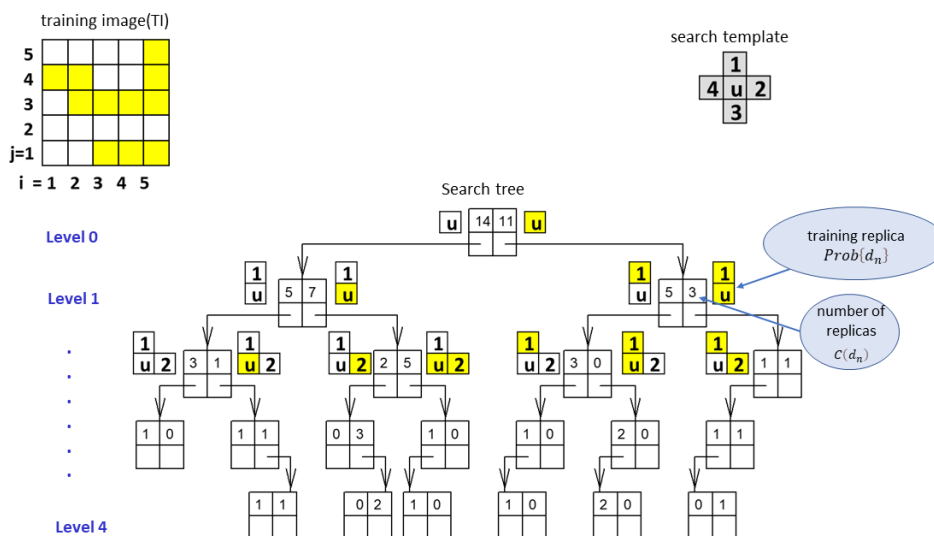 training image(TI)
5
4
3
2
j=1
i = 1 2 3 4 5
search template
1
4 u 2
3
Search tree
Level 0
u 14 11 u
training replica
Prob{dn}
Level 1
1 1 1 1
u 5 7 u u 5 3 u
number of
replicas
C(dn)
1 1 1 1 1 1 1
u 2 3 1 u 2 u 2 2 5 u 2 u 2 3 0 u 2 u 2 1 1
.
.
.
.
.
.
1 0 1 1 0 3 1 0 1 0 2 0 1 1
1 1 0 2 1 0 1 0 2 0 0 1
Level 4